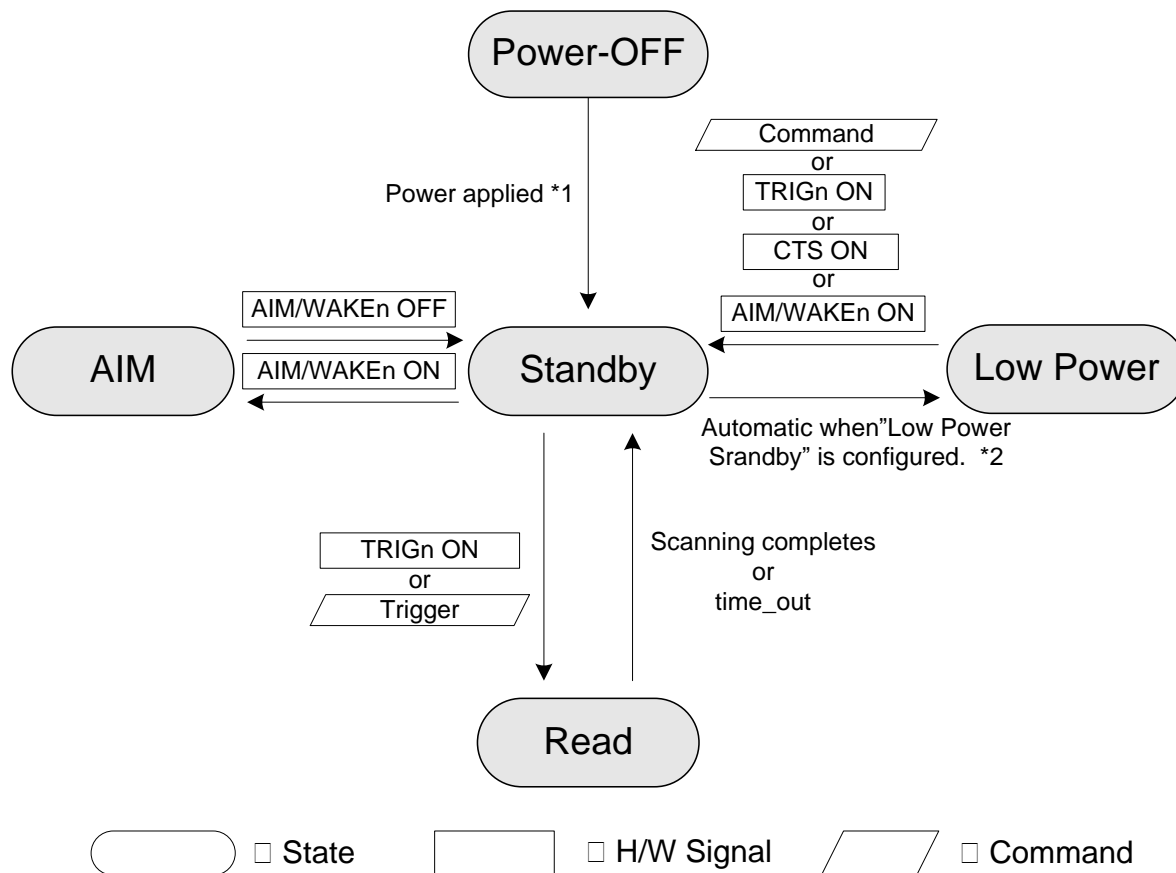 Power-OFF
Command
or
TRIGn ON
or
CTS ON
or
AIM/WAKEn ON
Power applied *1
AIM/WAKEn OFF
AIM/WAKEn ON
AIM
Standby
Low Power
Automatic when”Low Power
Srandby” is configured. *2
TRIGn ON
or
Trigger
Scanning completes
or
time_out
Read
□ State
□ H/W Signal
□ Command